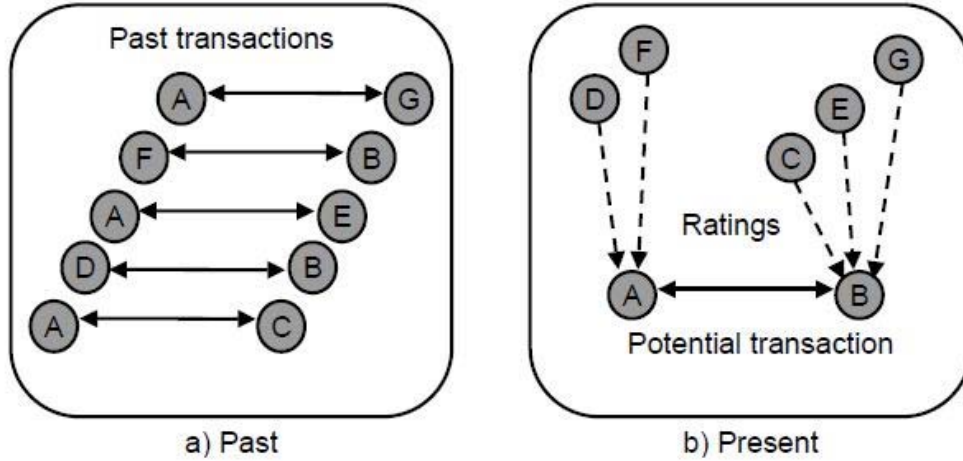 Past transactions
A G
F B
A E
D B
A C
a) Past
F
G
D
E
C
Ratings
A B
Potential transaction
b) Present